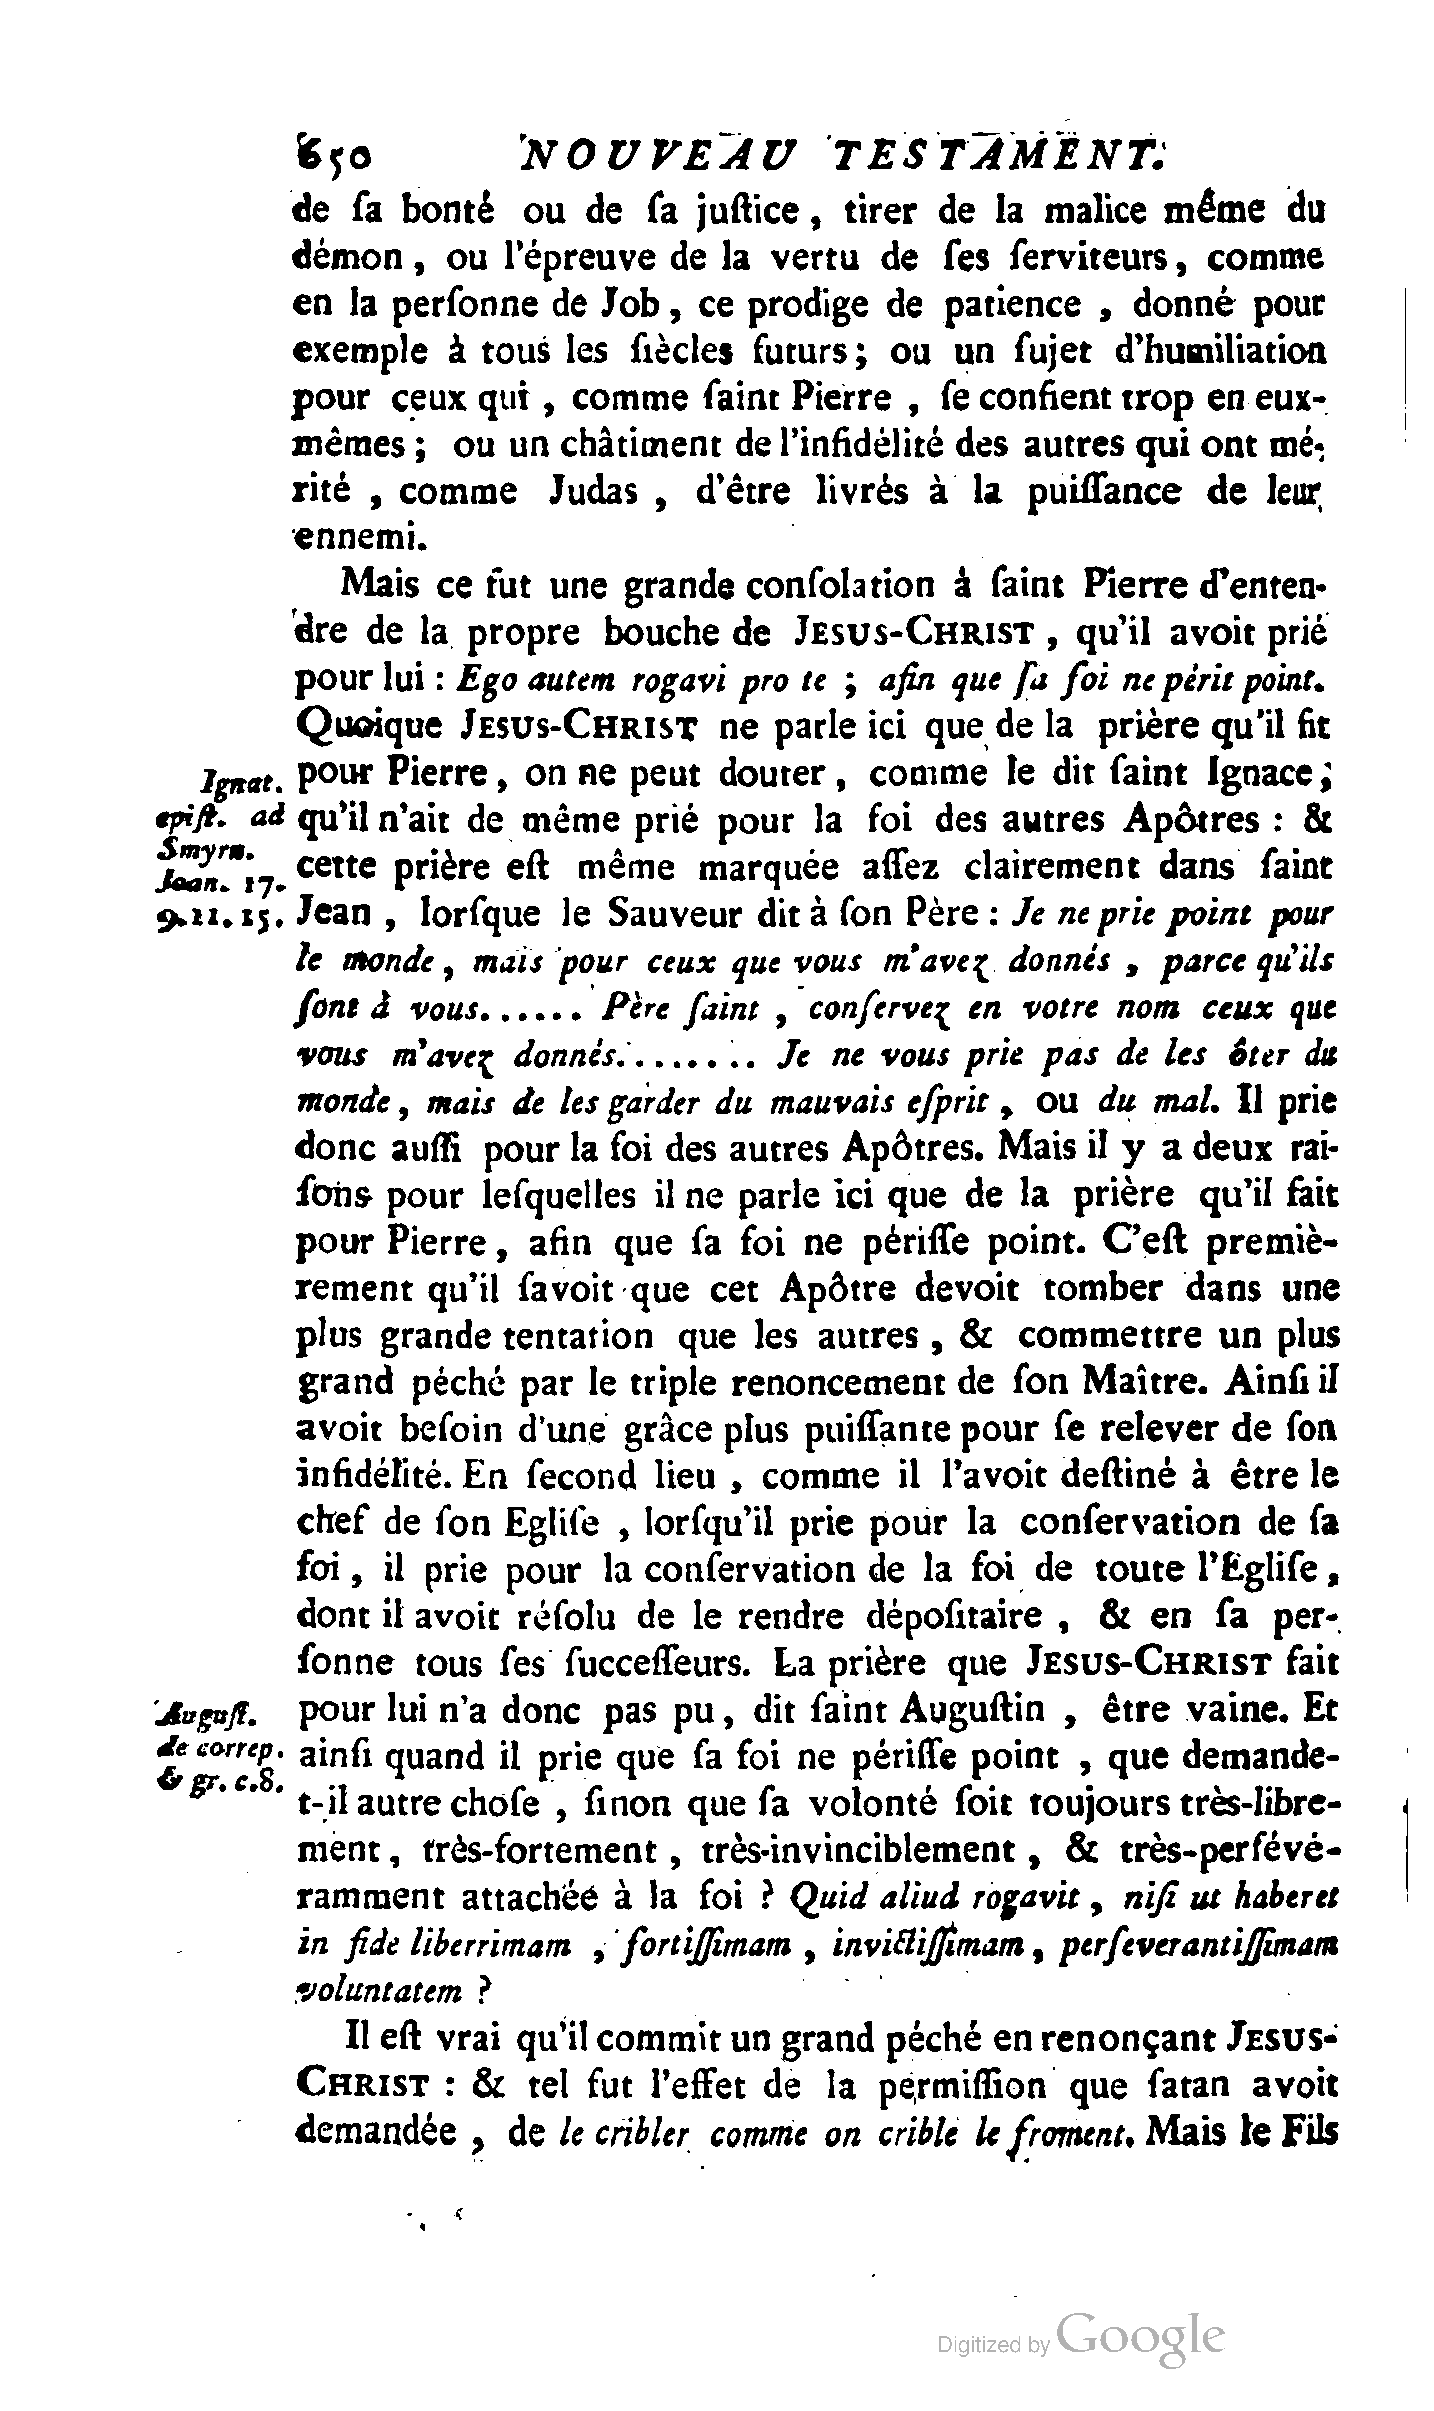 650 NOUVEAU TESTAMENT.
de ſa bonté ou de ſa juſtice, tirer de la malice même du
démon, ou l'épreuve de la vertu de ſes ſerviteurs, comme
en la perſonne de Job, ce prodige de patience, donné pour
exemple à tous les ſiècles futurs; ou un ſujet d'humiliation
pour ceux qui, comme ſaint Pierre, ſe confient trop en eux-
mêmes; ou un châtiment de l'infidélité des autres qui ont mé-
rité, comme Judas, d'être livrés à la puiſſance de leur
ennemi.
Mais ce fut une grande conſolation à ſaint Pierre d'enten-
dre de la propre bouche de JESUS-CHRIST, qu'il avoit prié
pour lui : Ego autem rogavi pro te ; afin que ſa foi ne périt point.
Quoique JESUS-CHRIST ne parle ici que de la prière qu'il fit
Ignat. pour Pierre, on ne peut douter, comme le dit ſaint Ignace;
epiſt. ad qu'il n'ait de même prié pour la foi des autres Apôtres : &
Smyrn.
Joan. 17. cette prière eſt même marquée aſſez clairement dans ſaint
9.11.15. Jean, lorſque le Sauveur dit à ſon Père : Je ne prie point pour
le monde, mais pour ceux que vous m'avez donnés, parce qu'ils
ſont à vous...... Père ſaint, conſervez en votre nom ceux que
vous m'avez donnés......... Je ne vous prie pas de les ôter du
monde, mais de les garder du mauvais eſprit, ou du mal. Il prie
donc auſſi pour la foi des autres Apôtres. Mais il y a deux rai-
ſons pour leſquelles il ne parle ici que de la prière qu'il fait
pour Pierre, afin que ſa foi ne périſſe point. C'eſt premiè-
rement qu'il ſavoit que cet Apôtre devoit tomber dans une
plus grande tentation que les autres, & commettre un plus
grand péché par le triple renoncement de ſon Maître. Ainſi il
avoit beſoin d'une grâce plus puiſſante pour ſe relever de ſon
infidélité. En ſecond lieu, comme il l'avoit deſtiné à être le
chef de ſon Egliſe, lorſqu'il prie pour la conſervation de ſa
foi, il prie pour la conſervation de la foi de toute l'Egliſe,
dont il avoit réſolu de le rendre dépoſitaire, & en ſa per-
ſonne tous ſes ſucceſſeurs. La prière que JESUS-CHRIST fait
Auguſt. pour lui n'a donc pas pu, dit ſaint Auguſtin, être vaine. Et
de correp. ainſi quand il prie que ſa foi ne périſſe point, que demande-
& gr. c.8. t-il autre choſe, ſinon que ſa volonté ſoit toujours très-libre-
ment, très-fortement, très-invinciblement, & très-perſévé-
ramment attachée à la foi ? Quid aliud rogavit, niſi ut haberet
in fide liberrimam, fortiſſimam, invictiſſimam, perſeverantiſſimam
voluntatem ?
Il eſt vrai qu'il commit un grand péché en renonçant JESUS-
CHRIST : & tel fut l'effet de la permiſſion que ſatan avoit
demandée, de le cribler comme on crible le froment. Mais le Fils
Digitized by Google